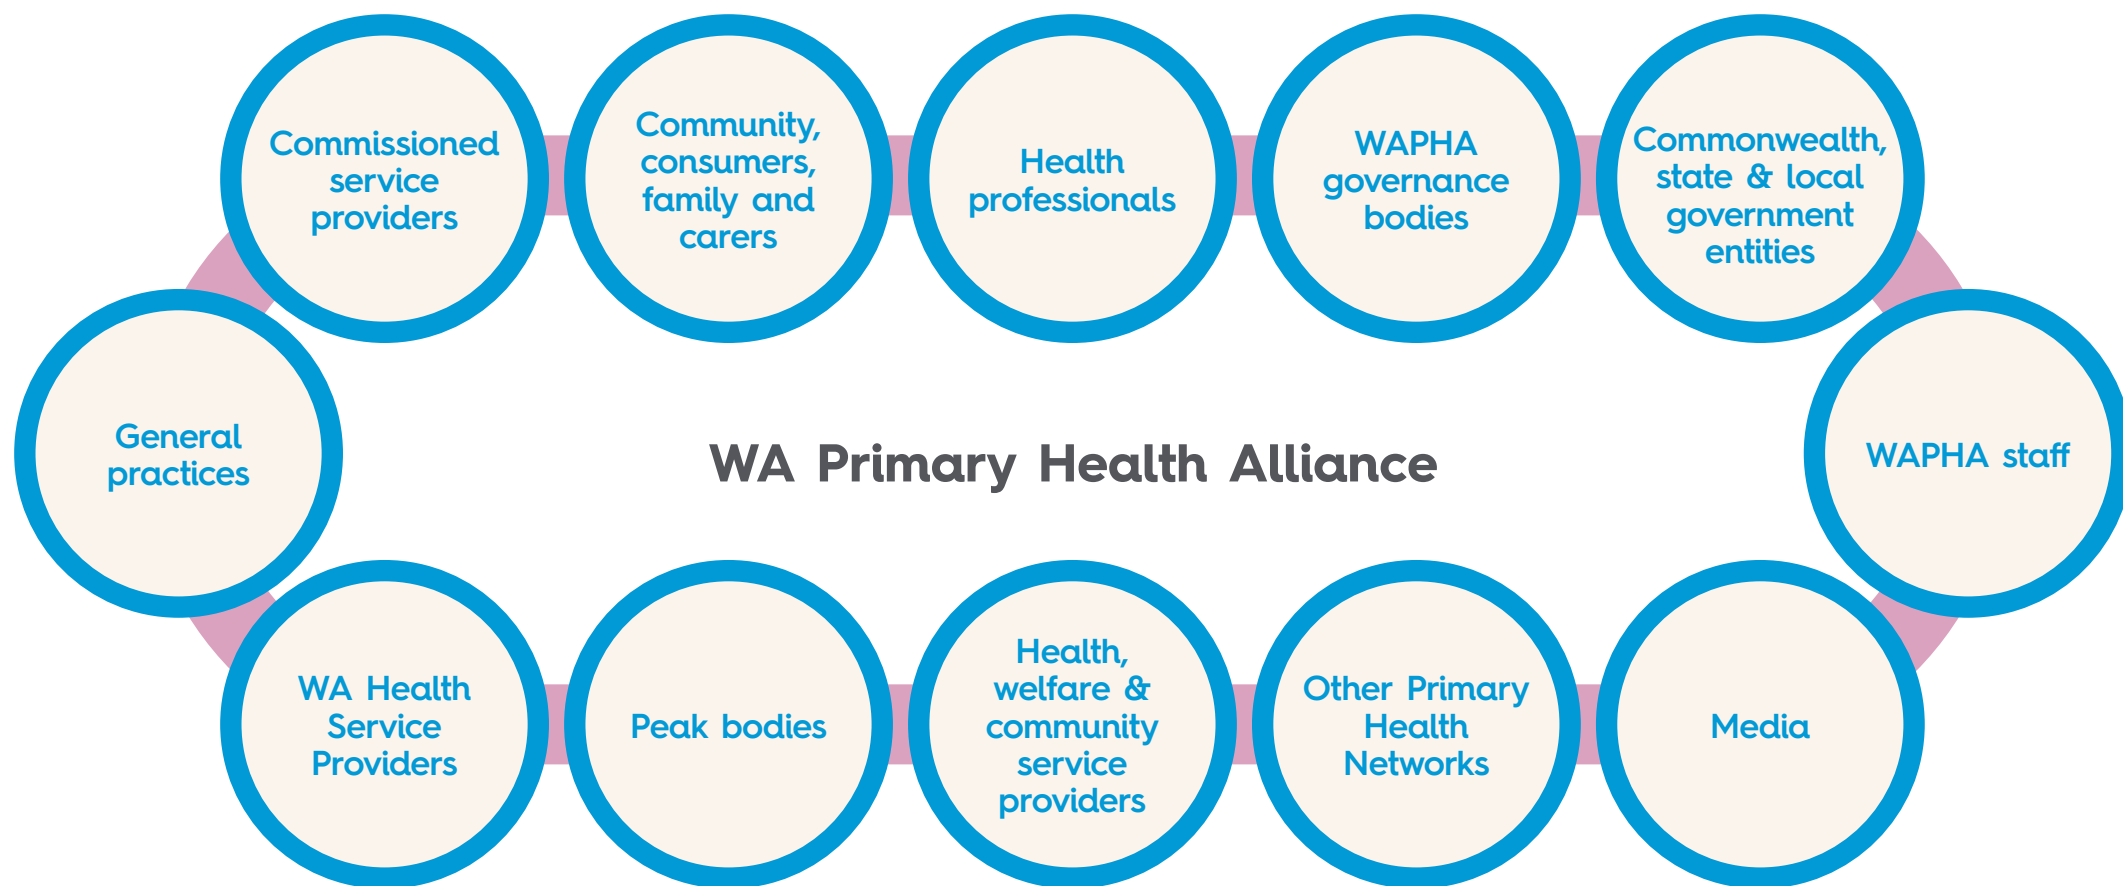 Commissioned
service
providers
Community,
consumers,
family and
carers
Health
professionals
WAPHA
governance
bodies
Commonwealth,
state & local
government
entities
General
practices
WA Primary Health Alliance
WAPHA staff
WA Health
Service
Providers
Peak bodies
Health,
welfare &
community
service
providers
Other Primary
Health
Networks
Media